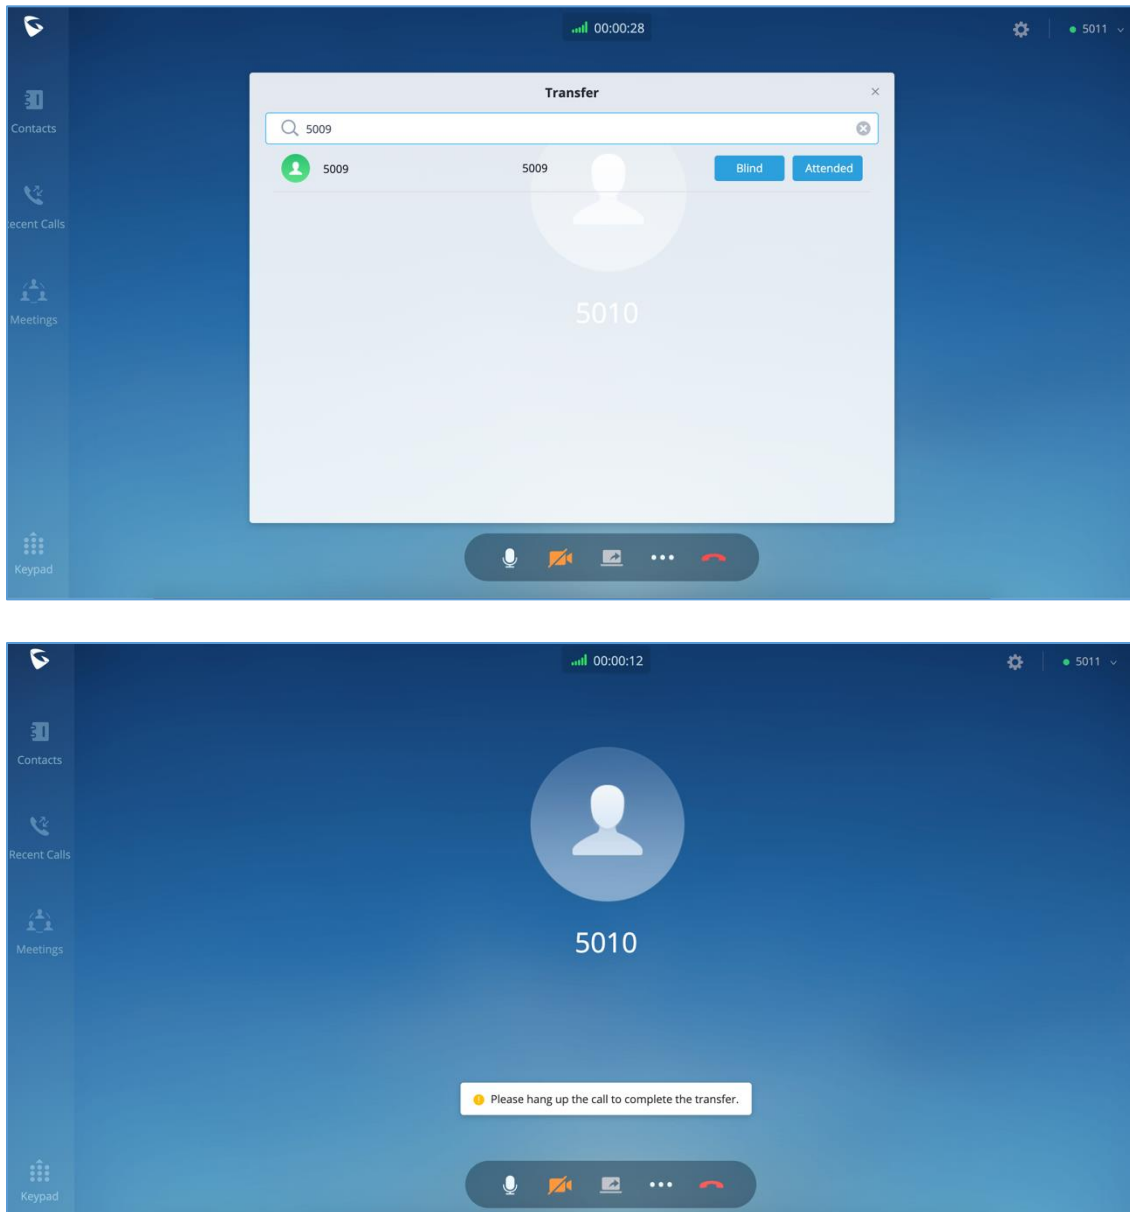 00:00:28
5011
Transfer
5009
5009 5009 Blind Attended
5010
Contacts
ecent Calls
Meetings
Keypad
00:00:12
5011
Contacts
Recent Calls
Meetings
5010
Please hang up the call to complete the transfer.
Keypad